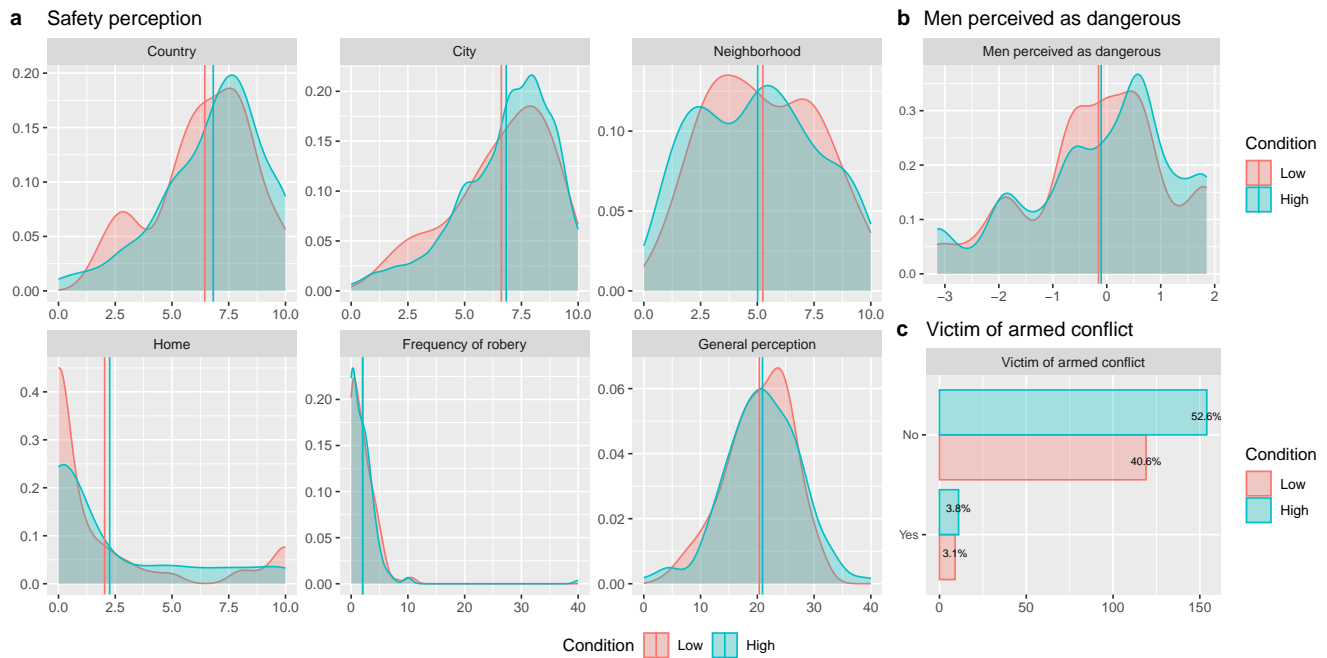 a Safety perception
Country
0.20
0.15
0.10
0.05
0.00
0.0 2.5 5.0 7.5 10.0
City
0.20
0.15
0.10
0.05
0.00
0.0 2.5 5.0 7.5 10.0
Neighborhood
0.10
0.05
0.00
0.0 2.5 5.0 7.5 10.0
Home
0.4
0.3
0.2
0.1
0.0
0.0 2.5 5.0 7.5 10.0
Frequency of robery
0.20
0.15
0.10
0.05
0.00
0 10 20 30 40
General perception
0.06
0.04
0.02
0.00
0 10 20 30 40
Condition Low High
b Men perceived as dangerous
Men perceived as dangerous
0.3
0.2
0.1
0.0
−3 −2 −1 0 1 2
Condition
Low
High
c Victim of armed conflict
Victim of armed conflict
No
52.6%
40.6%
Yes
3.8%
3.1%
0 50 100 150
Condition
Low
High